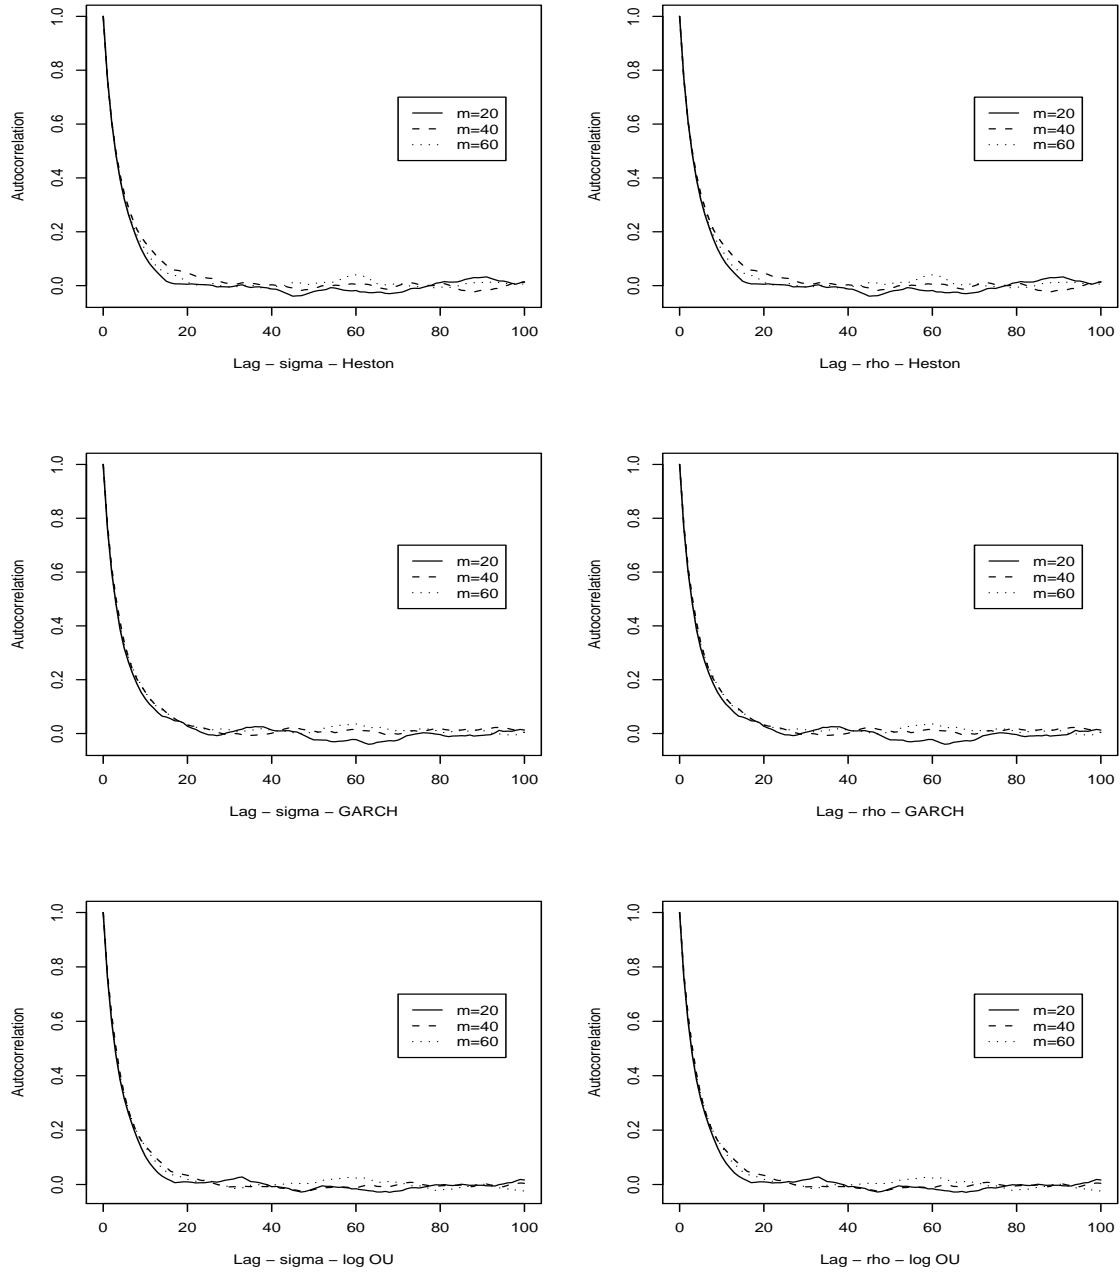 Autocorrelation
1.0
0.8
0.6
0.4
0.2
0.0
m=20
m=40
m=60
0 20 40 60 80 100
Lag − sigma − Heston
Autocorrelation
1.0
0.8
0.6
0.4
0.2
0.0
m=20
m=40
m=60
0 20 40 60 80 100
Lag − rho − Heston
Autocorrelation
1.0
0.8
0.6
0.4
0.2
0.0
m=20
m=40
m=60
0 20 40 60 80 100
Lag − sigma − GARCH
Autocorrelation
1.0
0.8
0.6
0.4
0.2
0.0
m=20
m=40
m=60
0 20 40 60 80 100
Lag − rho − GARCH
Autocorrelation
1.0
0.8
0.6
0.4
0.2
0.0
m=20
m=40
m=60
0 20 40 60 80 100
Lag − sigma − log OU
Autocorrelation
1.0
0.8
0.6
0.4
0.2
0.0
m=20
m=40
m=60
0 20 40 60 80 100
Lag − rho − log OU